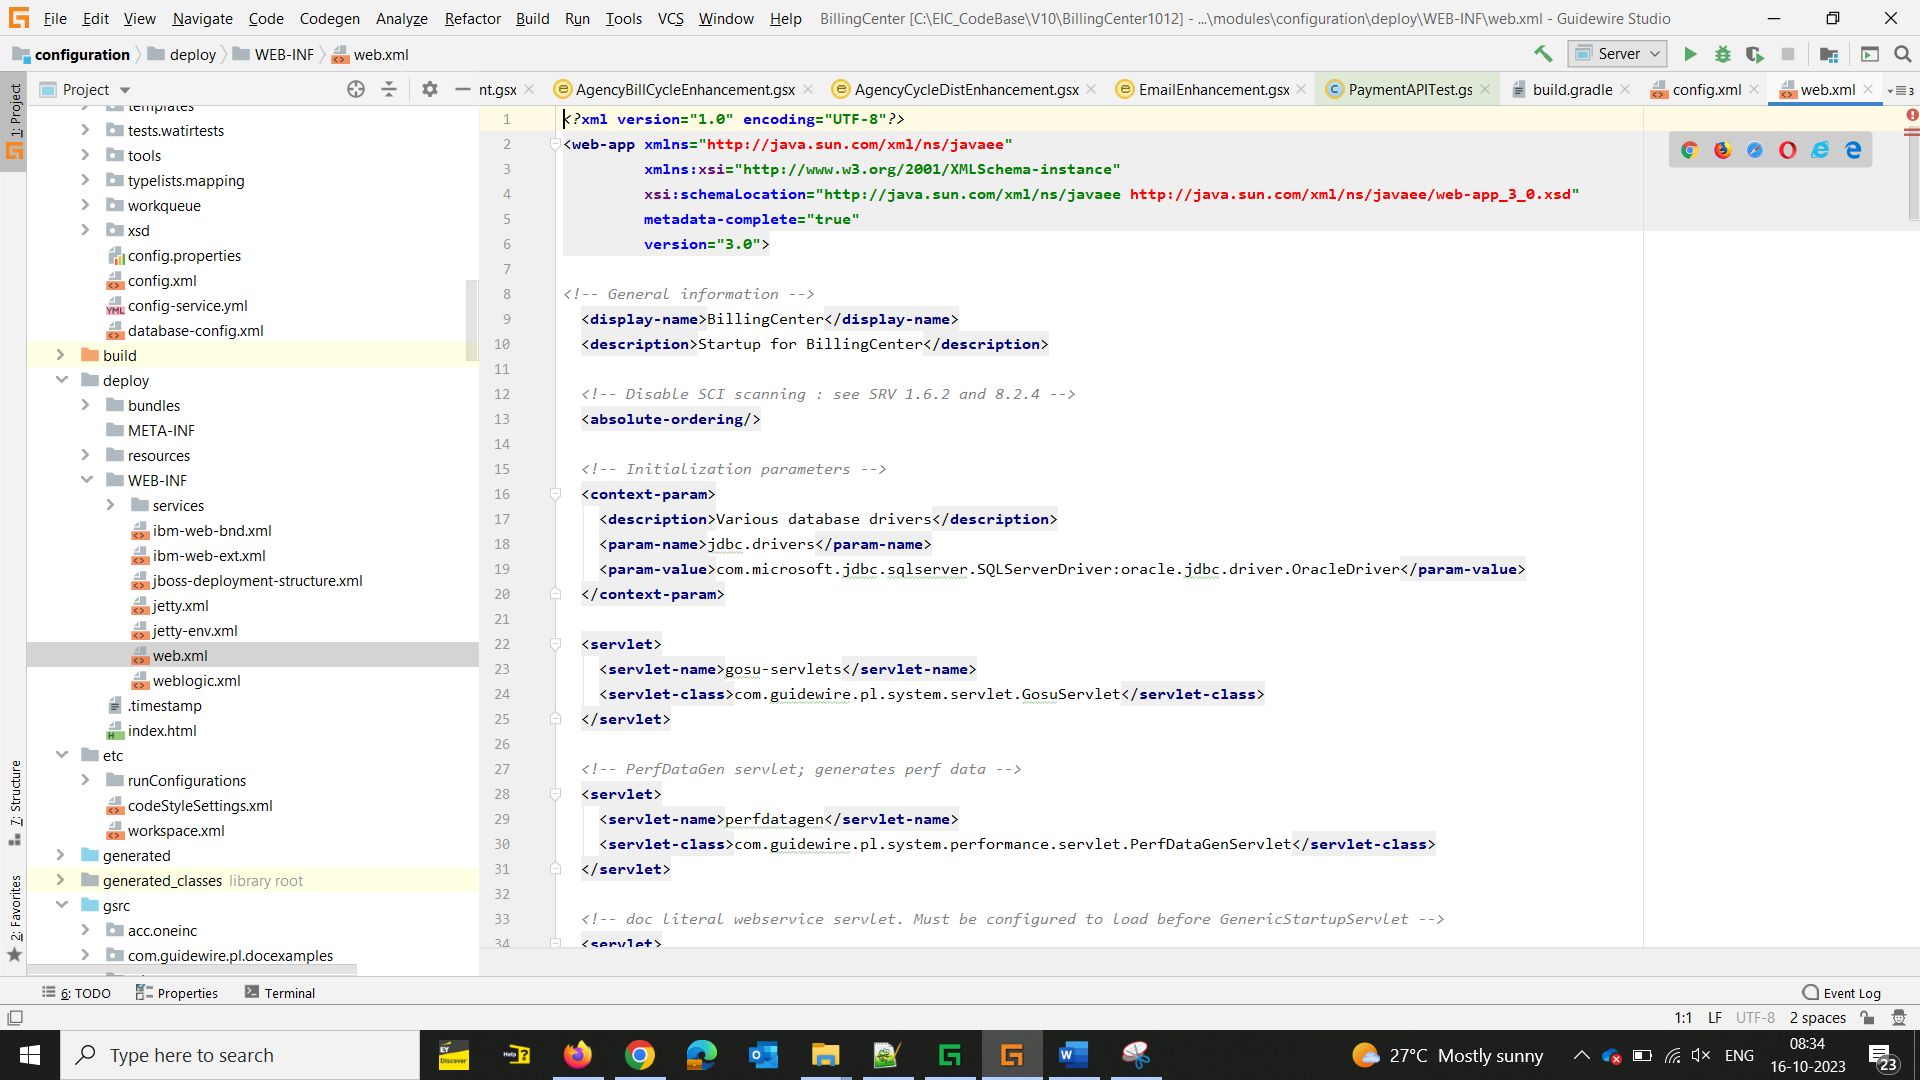 File Edit View Navigate Code Codegen Analyze Refactor Build Run Tools VCS Window Help BillingCenter [C:\EIC_CodeBase\V10\BillingCenter1012] - ...\modules\configuration\deploy\WEB-INF\web.xml - Guidewire Studio
configuration deploy WEB-INF web.xml Server
Project nt.gsx AgencyBillCycleEnhancement.gsx AgencyCycleDistEnhancement.gsx EmailEnhancement.gsx PaymentAPITest.gs build.gradle config.xml web.xml 3
1: Project
7: Structure
2: Favorites
templates
tests.watirtests
tools
typelists.mapping
workqueue
xsd
config.properties
config.xml
config-service.yml
database-config.xml
build
deploy
bundles
META-INF
resources
WEB-INF
services
ibm-web-bnd.xml
ibm-web-ext.xml
jboss-deployment-structure.xml
jetty.xml
jetty-env.xml
web.xml
weblogic.xml
.timestamp
index.html
etc
runConfigurations
codeStyleSettings.xml
workspace.xml
generated
generated_classes library root
gsrc
acc.oneinc
com.guidewire.pl.docexamples
1 <?xml version="1.0" encoding="UTF-8"?>
2 <web-app xmlns="http://java.sun.com/xml/ns/javaee"
3 xmlns:xsi="http://www.w3.org/2001/XMLSchema-instance"
4 xsi:schemaLocation="http://java.sun.com/xml/ns/javaee http://java.sun.com/xml/ns/javaee/web-app_3_0.xsd"
5 metadata-complete="true"
6 version="3.0">
7
8 <!-- General information -->
9 <display-name>BillingCenter</display-name>
10 <description>Startup for BillingCenter</description>
11
12 <!-- Disable SCI scanning : see SRV 1.6.2 and 8.2.4 -->
13 <absolute-ordering/>
14
15 <!-- Initialization parameters -->
16 <context-param>
17 <description>Various database drivers</description>
18 <param-name>jdbc.drivers</param-name>
19 <param-value>com.microsoft.jdbc.sqlserver.SQLServerDriver:oracle.jdbc.driver.OracleDriver</param-value>
20 </context-param>
21
22 <servlet>
23 <servlet-name>gosu-servlets</servlet-name>
24 <servlet-class>com.guidewire.pl.system.servlet.GosuServlet</servlet-class>
25 </servlet>
26
27 <!-- PerfDataGen servlet; generates perf data -->
28 <servlet>
29 <servlet-name>perfdatagen</servlet-name>
30 <servlet-class>com.guidewire.pl.system.performance.servlet.PerfDataGenServlet</servlet-class>
31 </servlet>
32
33 <!-- doc literal webservice servlet. Must be configured to load before GenericStartupServlet -->
34 <servlet>
6: TODO Properties Terminal Event Log
1:1 LF UTF-8 2 spaces
Type here to search EY Discover Help ? 27°C Mostly sunny ENG 08:34
16-10-2023 23